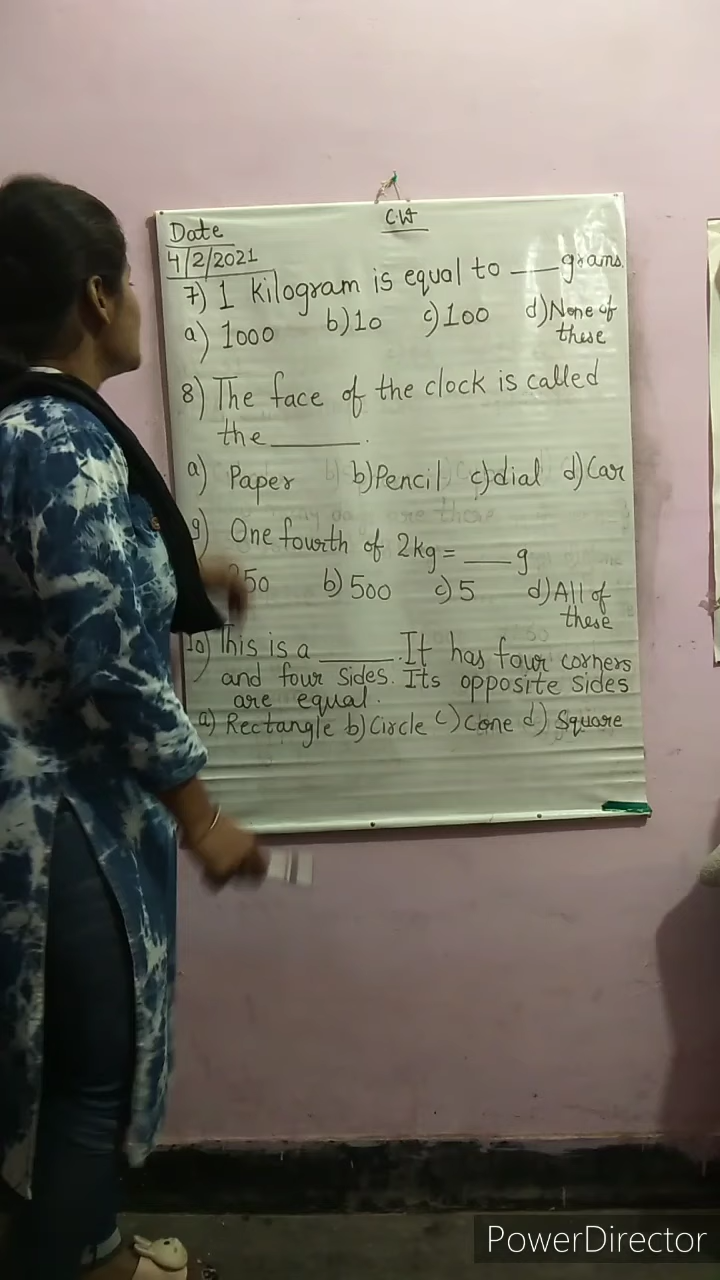 C.W
Date
4/2/2021
7) 1 kilogram is equal to ___ grams.
a) 1000 b) 10 c) 100 d) None of
these
8) The face of the clock is called
the ______.
a) Paper b) Pencil c) dial d) Car
9) One fourth of 2kg = ___ g
50 b) 500 c) 5 d) All of
these
10) This is a _____. It has four corners
and four sides. Its opposite sides
are equal.
a) Rectangle b) Circle c) Cone d) Square
PowerDirector